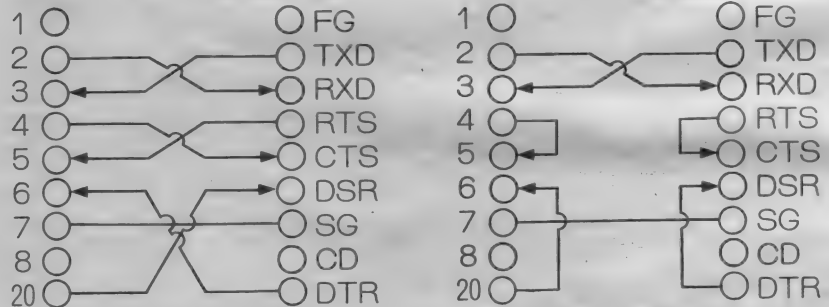 1 FG
2 TXD
3 RXD
4 RTS
5 CTS
6 DSR
7 SG
8 CD
20 DTR
1 FG
2 TXD
3 RXD
4 RTS
5 CTS
6 DSR
7 SG
8 CD
20 DTR